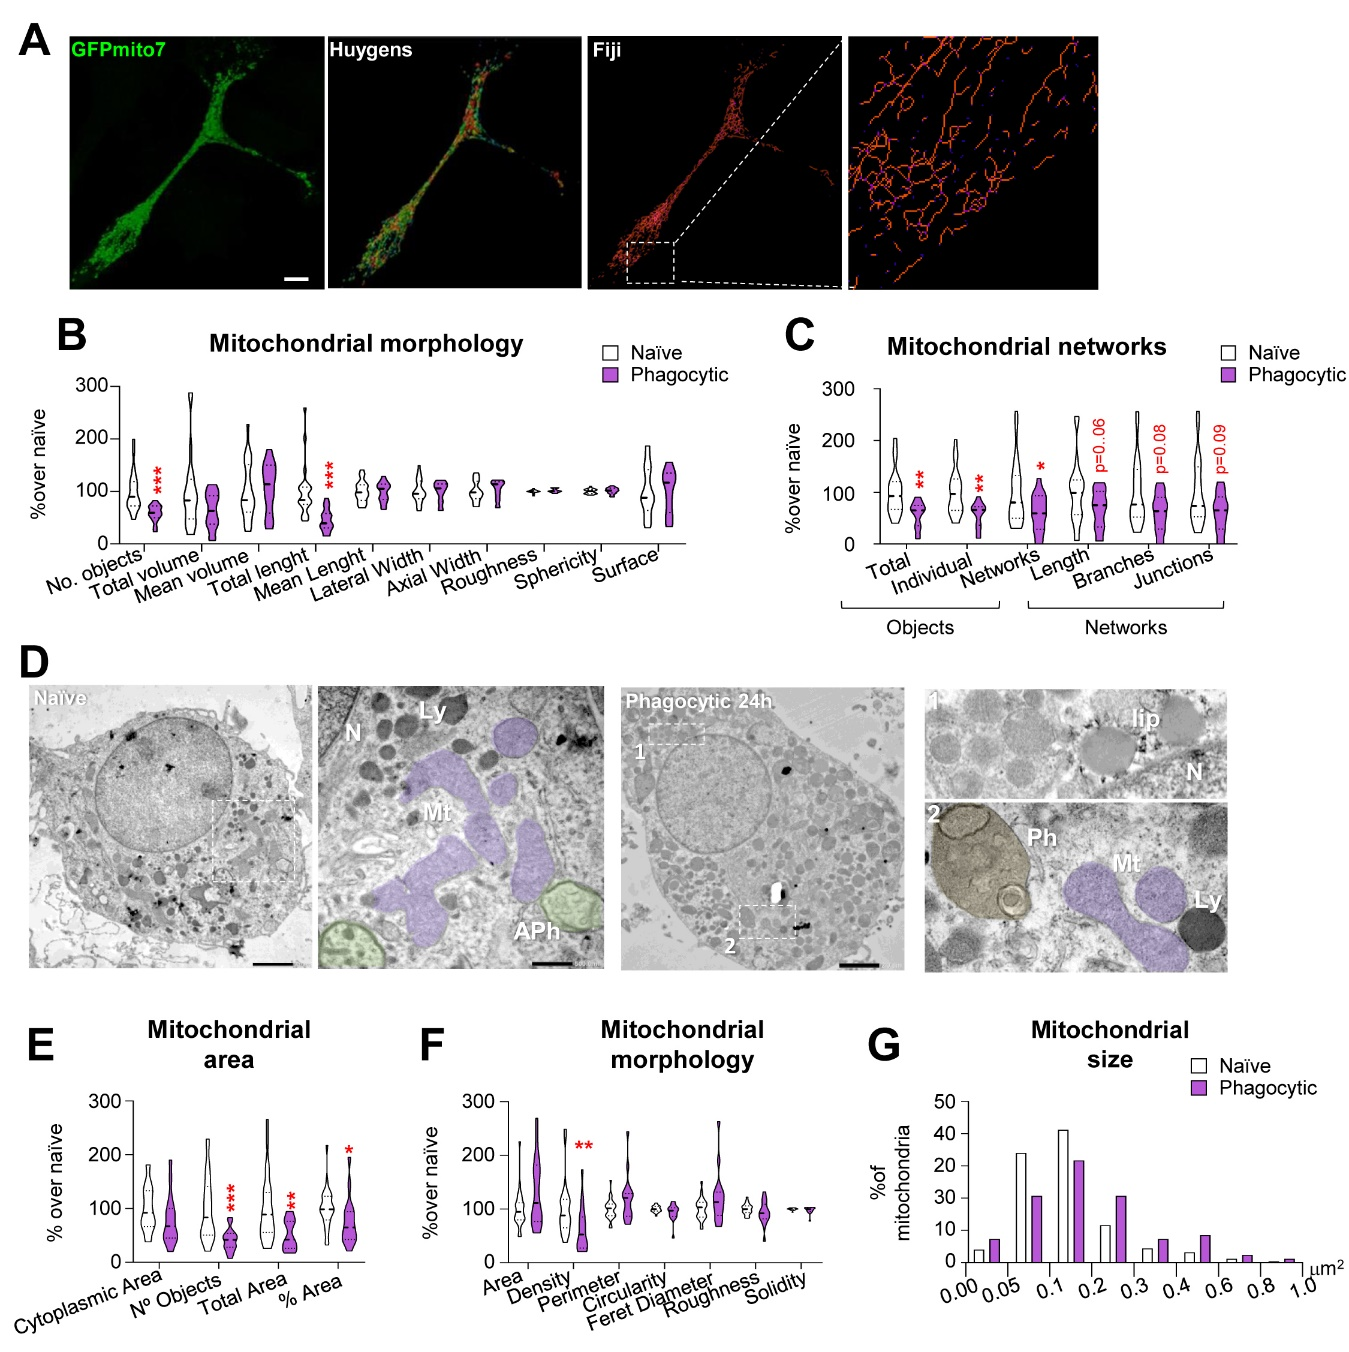 A
GFPmito7
Huygens
Fiji
B
Mitochondrial morphology
Naïve
Phagocytic
%over naïve
300
200
100
0
***
***
No. objects
Total volume
Mean volume
Total lenght
Mean Lenght
Lateral Width
Axial Width
Roughness
Sphericity
Surface
C
Mitochondrial networks
Naïve
Phagocytic
%over naïve
300
200
100
0
**
**
*
p=0..06
p=0.08
p=0.09
Total
Individual
Networks
Length
Branches
Junctions
Objects
Networks
D
Naïve
N
Ly
Mt
APh
Phagocytic 24h
1
2
1
lip
N
2
Ph
Mt
Ly
E
Mitochondrial
area
% over naïve
300
200
100
0
***
**
*
Cytoplasmic Area
Nº Objects
Total Area
% Area
F
Mitochondrial
morphology
%over naïve
300
200
100
0
**
Area
Density
Perimeter
Circularity
Feret Diameter
Roughness
Solidity
G
Mitochondrial
size
Naïve
Phagocytic
%of
mitochondria
50
40
20
30
10
0
0.00
0.05
0.1
0.2
0.3
0.4
0.6
0.8
1.0
μm2